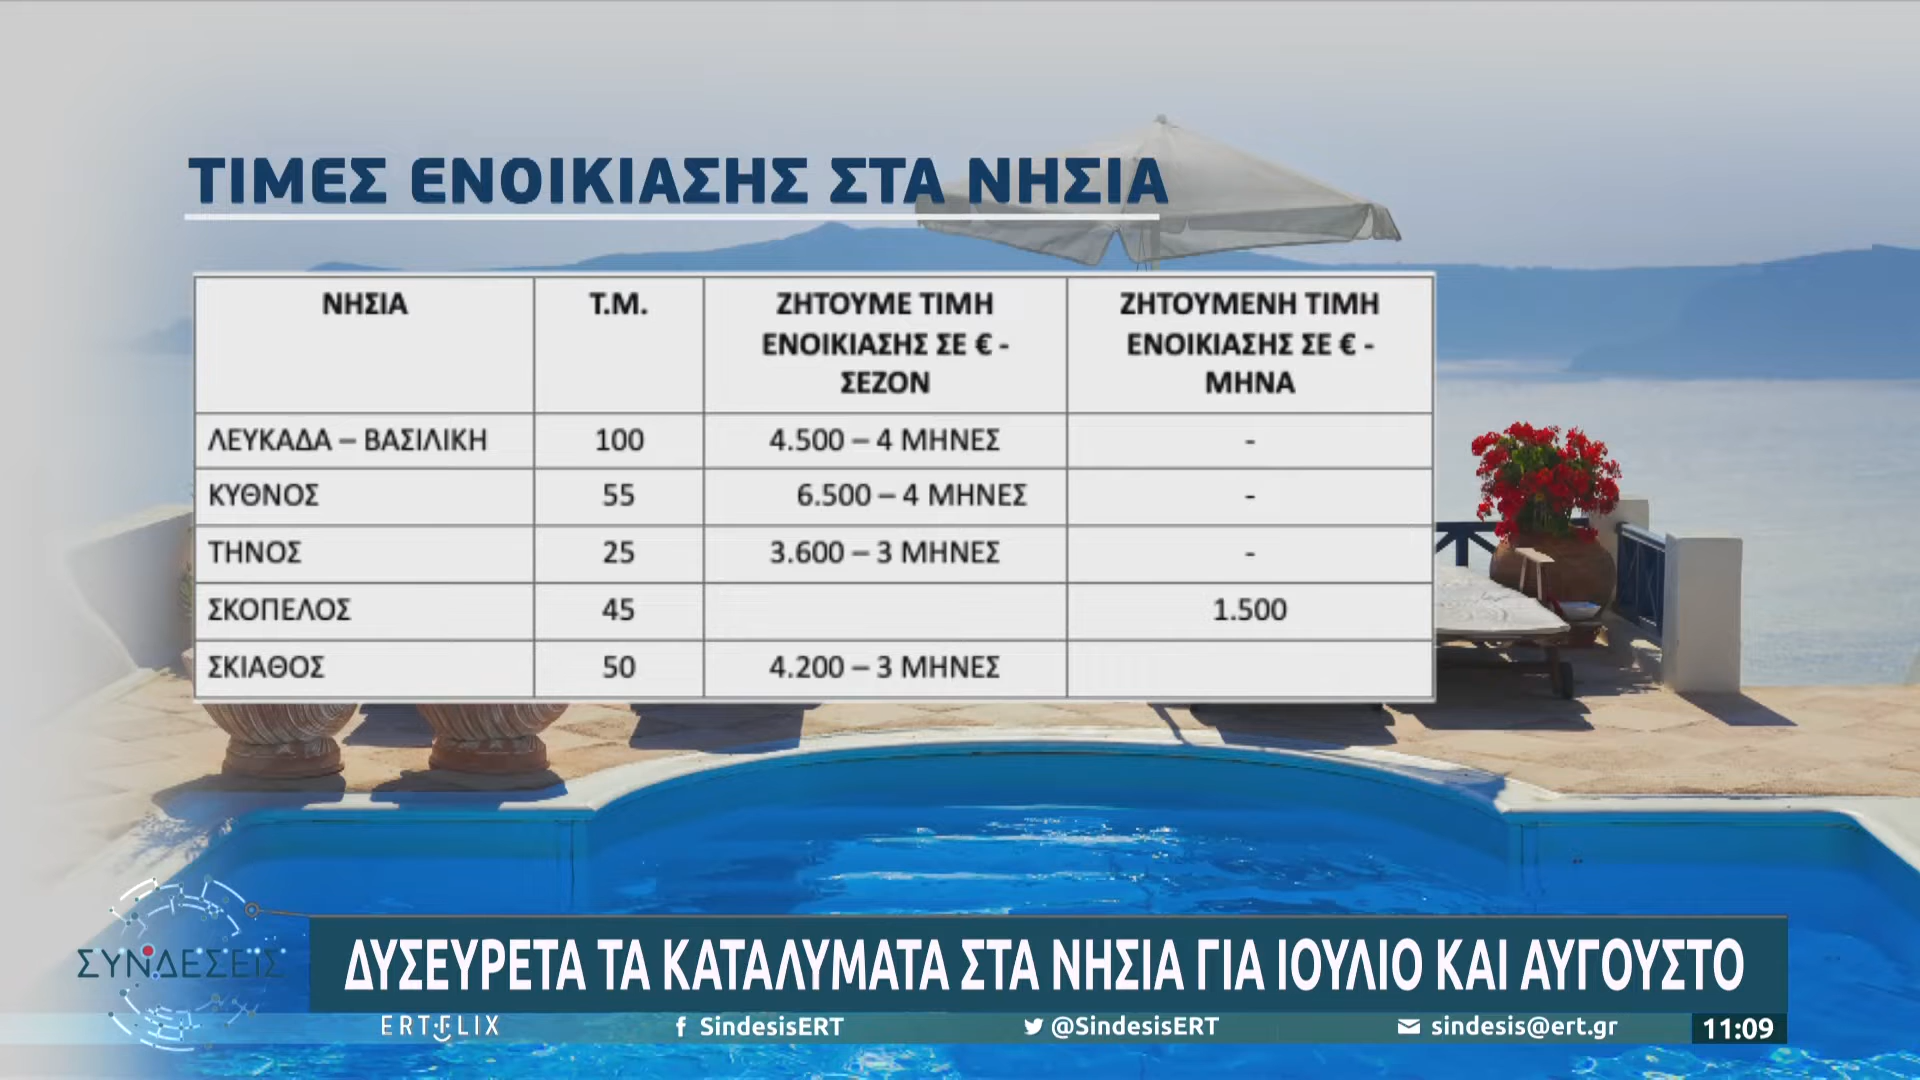 ΤΙΜΕΣ ΕΝΟΙΚΙΑΣΗΣ ΣΤΑ ΝΗΣΙΑ
ΝΗΣΙΑ Τ.Μ. ΖΗΤΟΥΜΕ ΤΙΜΗ ΕΝΟΙΚΙΑΣΗΣ ΣΕ € - ΣΕΖΟΝ ΖΗΤΟΥΜΕΝΗ ΤΙΜΗ ΕΝΟΙΚΙΑΣΗΣ ΣΕ € - ΜΗΝΑ
ΛΕΥΚΑΔΑ – ΒΑΣΙΛΙΚΗ 100 4.500 – 4 ΜΗΝΕΣ -
ΚΥΘΝΟΣ 55 6.500 – 4 ΜΗΝΕΣ -
ΤΗΝΟΣ 25 3.600 – 3 ΜΗΝΕΣ -
ΣΚΟΠΕΛΟΣ 45 1.500
ΣΚΙΑΘΟΣ 50 4.200 – 3 ΜΗΝΕΣ
ΣΥΝΔΕΣΕΙΣ
ΔΥΣΕΥΡΕΤΑ ΤΑ ΚΑΤΑΛΥΜΑΤΑ ΣΤΑ ΝΗΣΙΑ ΓΙΑ ΙΟΥΛΙΟ ΚΑΙ ΑΥΓΟΥΣΤΟ
ERTFLIX SindesisERT @SindesisERT sindesis@ert.gr 11:09